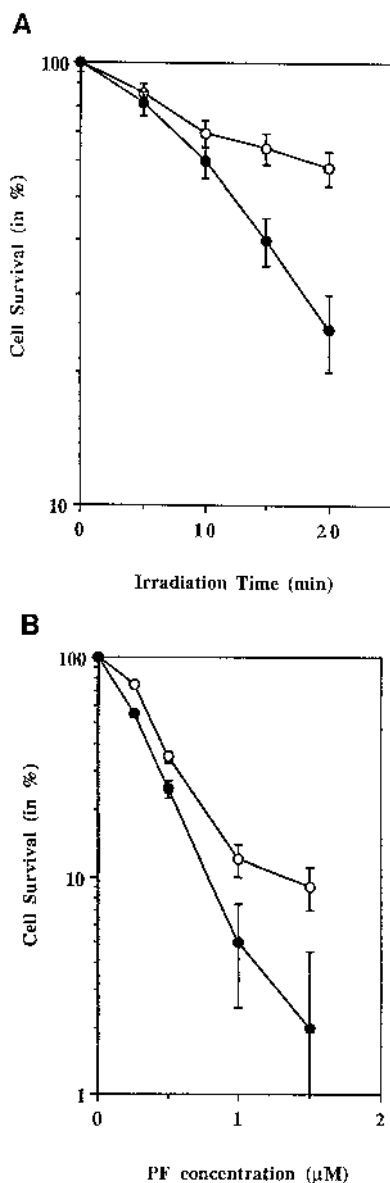 A
100
Cell Survival (in %)
10
0
10
20
Irradiation Time (min)
B
100
Cell Survival (in %)
10
1
0
1
2
PF concentration (µM)